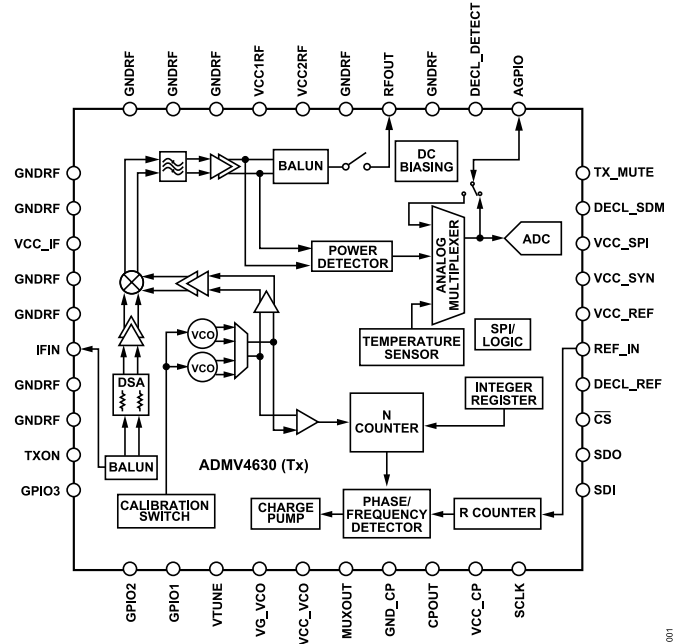 GNDRF
GNDRF
GNDRF
VCC1RF
VCC2RF
GNDRF
RFOUT
GNDRF
DECL_DETECT
AGPIO
GNDRF
GNDRF
VCC_IF
GNDRF
GNDRF
IFIN
GNDRF
GNDRF
TXON
GPIO3
BALUN
DC
BIASING
POWER
DETECTOR
ANALOG
MULTIPLEXER
ADC
VCO
VCO
TEMPERATURE
SENSOR
SPI/
LOGIC
DSA
BALUN
N
COUNTER
INTEGER
REGISTER
ADMV4630 (Tx)
CALIBRATION
SWITCH
CHARGE
PUMP
PHASE/
FREQUENCY
DETECTOR
R COUNTER
TX_MUTE
DECL_SDM
VCC_SPI
VCC_SYN
VCC_REF
REF_IN
DECL_REF
CS
SDO
SDI
GPIO2
GPIO1
VTUNE
VG_VCO
VCC_VCO
MUXOUT
GND_CP
CPOUT
VCC_CP
SCLK
001